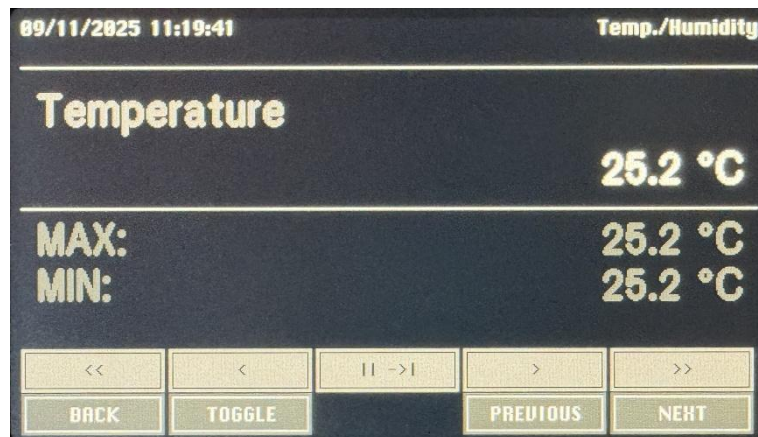 09/11/2025 11:19:41 Temp./Humidity
Temperature
25.2 °C
MAX: 25.2 °C
MIN: 25.2 °C
<< < II ->I > >>
BACK TOGGLE PREVIOUS NEXT